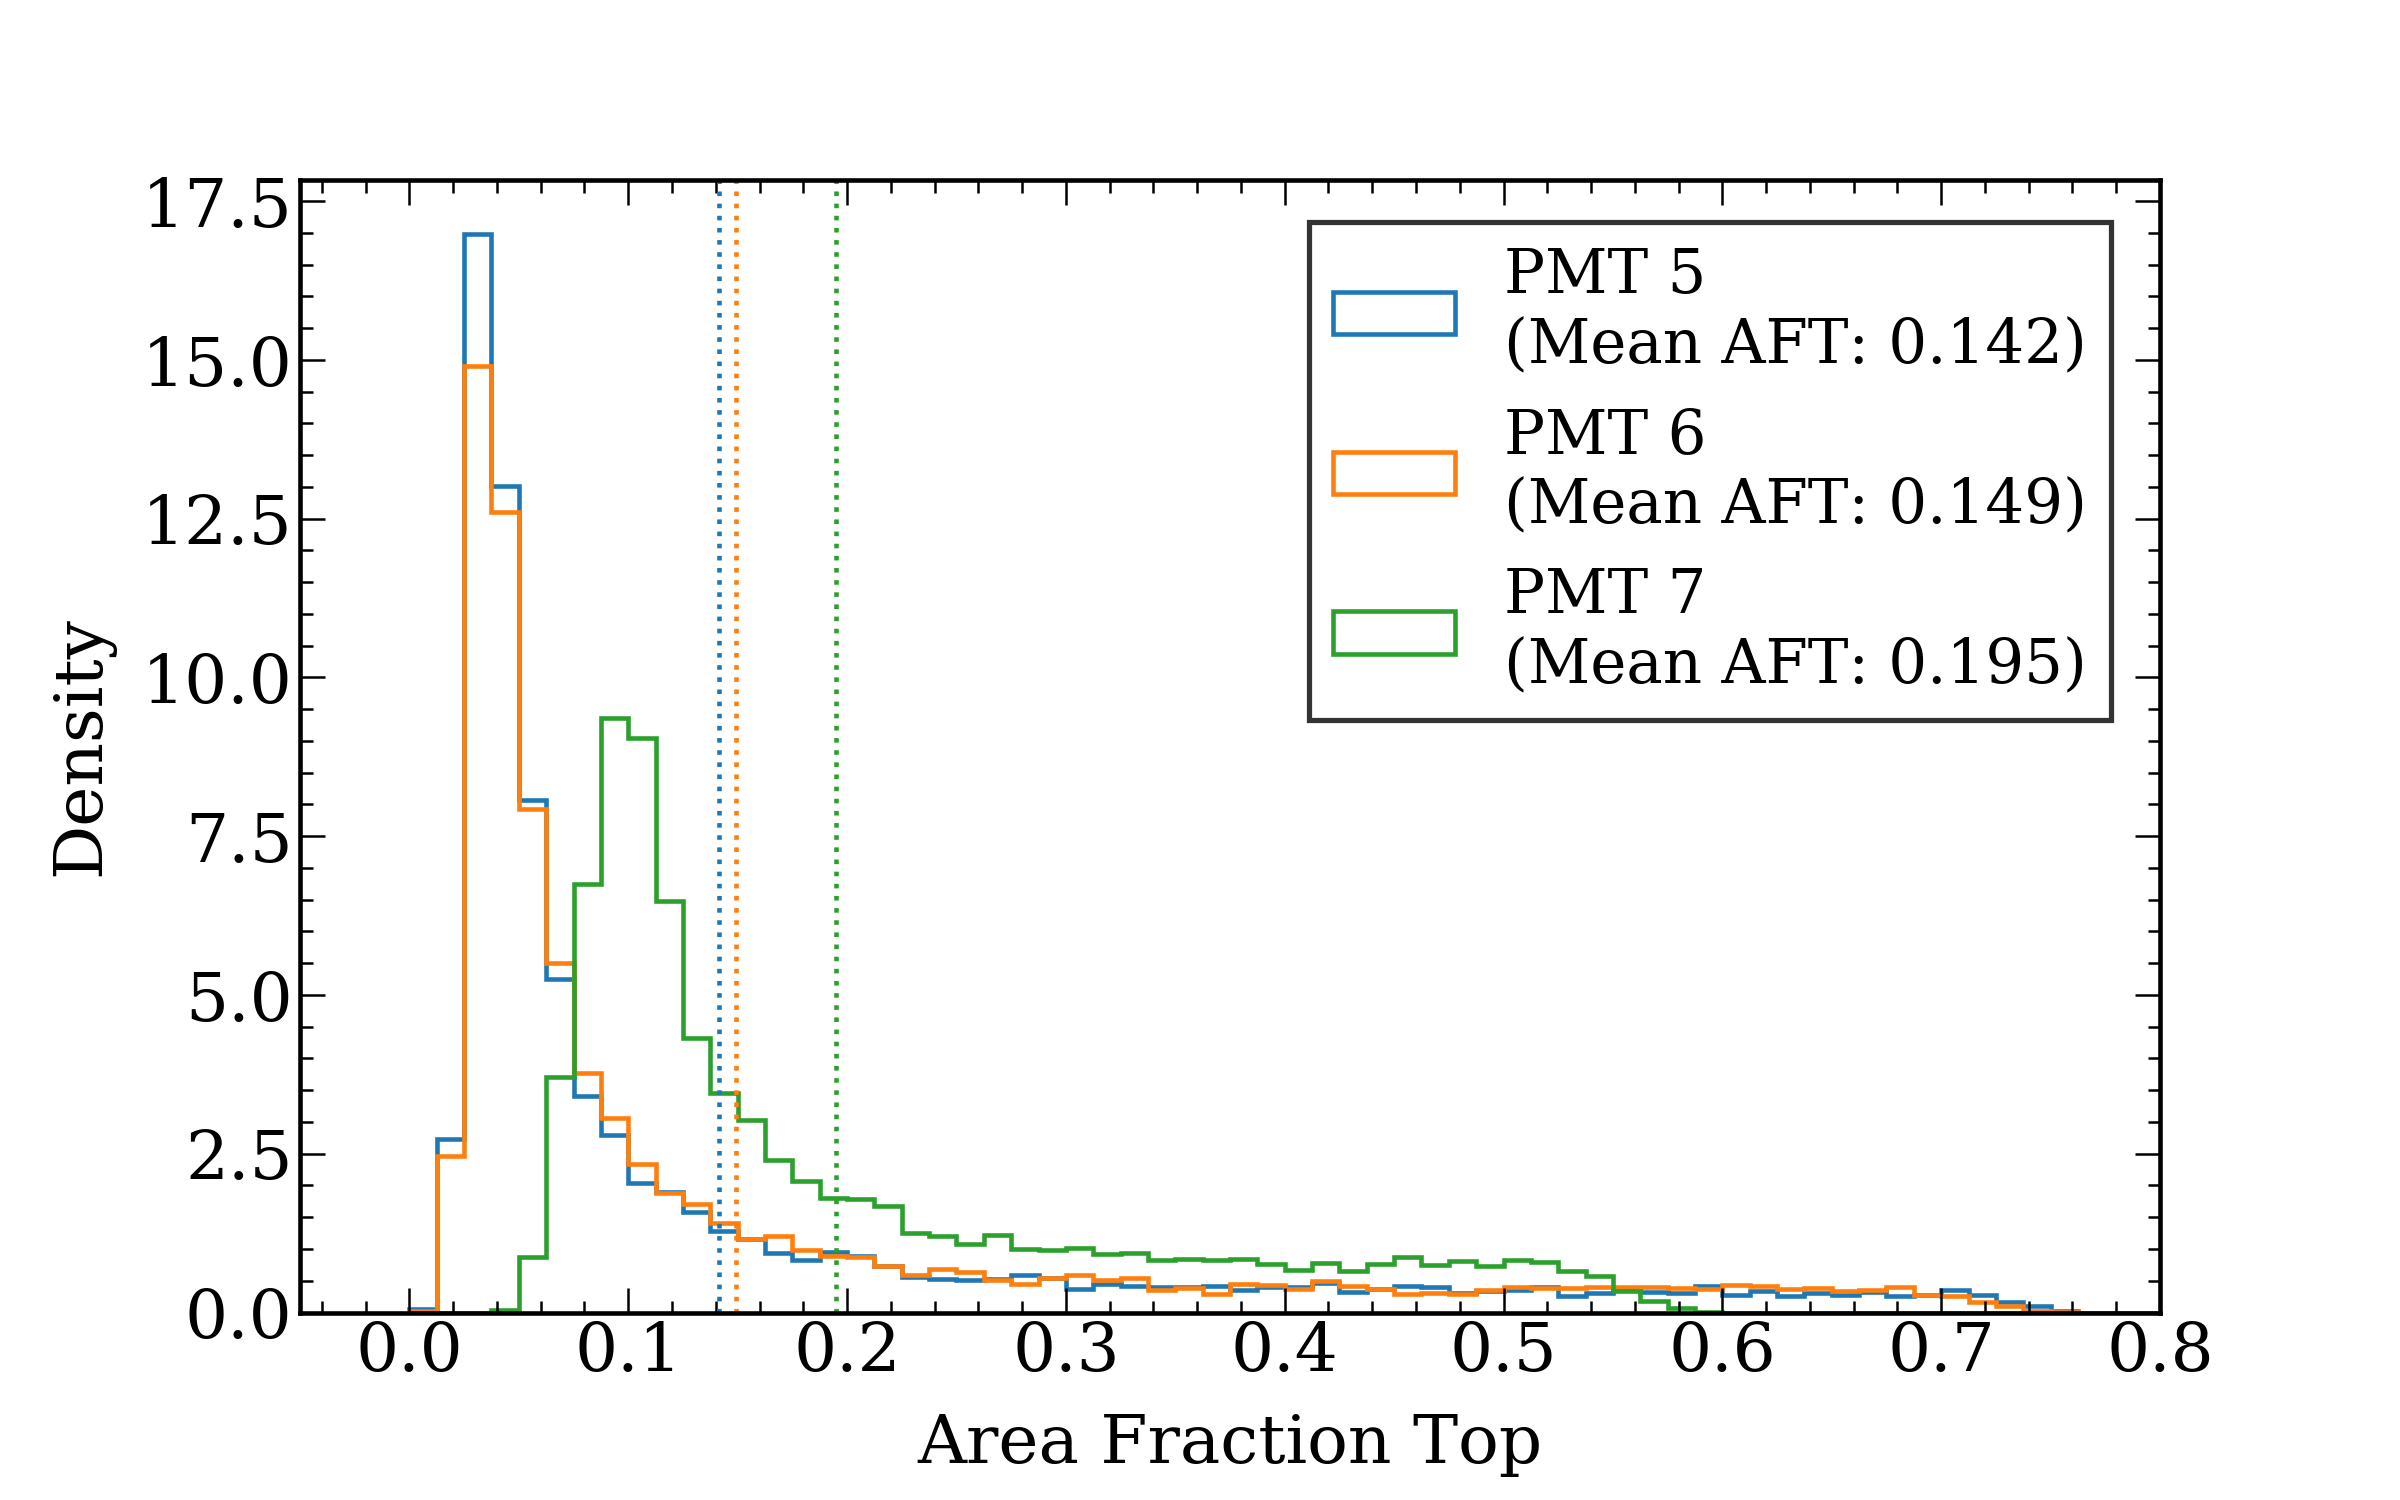 17.5
15.0
12.5
10.0
7.5
5.0
2.5
0.0
Density
PMT 5
(Mean AFT: 0.142)
PMT 6
(Mean AFT: 0.149)
PMT 7
(Mean AFT: 0.195)
0.0 0.1 0.2 0.3 0.4 0.5 0.6 0.7 0.8
Area Fraction Top